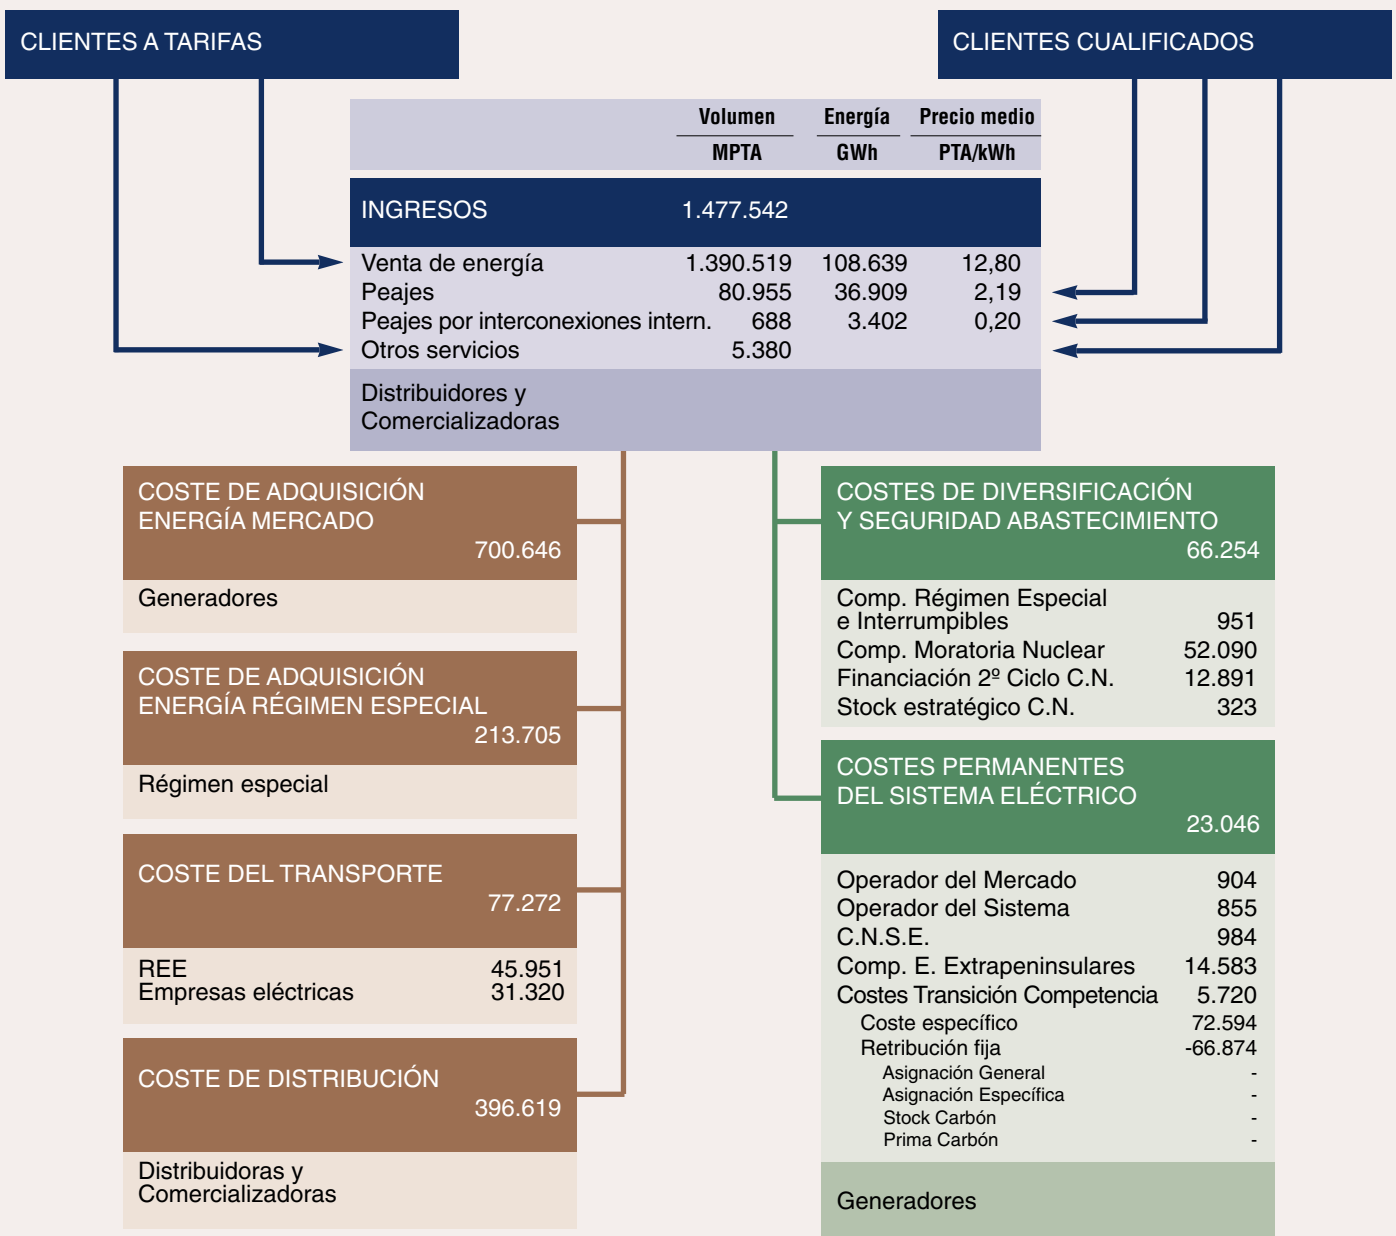 CLIENTES A TARIFAS
CLIENTES CUALIFICADOS
Volumen Energía Precio medio
MPTA GWh PTA/kWh
INGRESOS 1.477.542
Venta de energía 1.390.519 108.639 12,80
Peajes 80.955 36.909 2,19
Peajes por interconexiones intern. 688 3.402 0,20
Otros servicios 5.380
Distribuidores y
Comercializadoras
COSTE DE ADQUISICIÓN
ENERGÍA MERCADO
700.646
Generadores
COSTE DE ADQUISICIÓN
ENERGÍA RÉGIMEN ESPECIAL
213.705
Régimen especial
COSTE DEL TRANSPORTE
77.272
REE 45.951
Empresas eléctricas 31.320
COSTE DE DISTRIBUCIÓN
396.619
Distribuidoras y
Comercializadoras
COSTES DE DIVERSIFICACIÓN
Y SEGURIDAD ABASTECIMIENTO
66.254
Comp. Régimen Especial
e Interrumpibles 951
Comp. Moratoria Nuclear 52.090
Financiación 2º Ciclo C.N. 12.891
Stock estratégico C.N. 323
COSTES PERMANENTES
DEL SISTEMA ELÉCTRICO
23.046
Operador del Mercado 904
Operador del Sistema 855
C.N.S.E. 984
Comp. E. Extrapeninsulares 14.583
Costes Transición Competencia 5.720
Coste específico 72.594
Retribución fija -66.874
Asignación General -
Asignación Específica -
Stock Carbón -
Prima Carbón -
Generadores